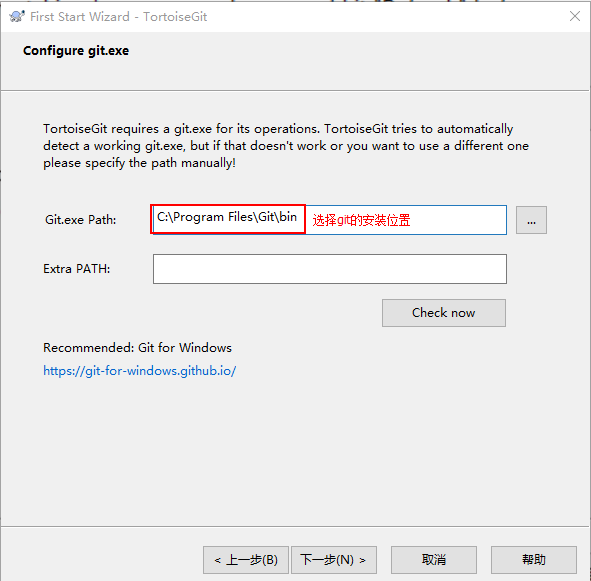 First Start Wizard - TortoiseGit
Configure git.exe
TortoiseGit requires a git.exe for its operations. TortoiseGit tries to automatically
detect a working git.exe, but if that doesn't work or you want to use a different one
please specify the path manually!
Git.exe Path: C:\Program Files\Git\bin 选择git的安装位置 ...
Extra PATH:
Check now
Recommended: Git for Windows
https://git-for-windows.github.io/
< 上一步(B) 下一步(N) > 取消 帮助